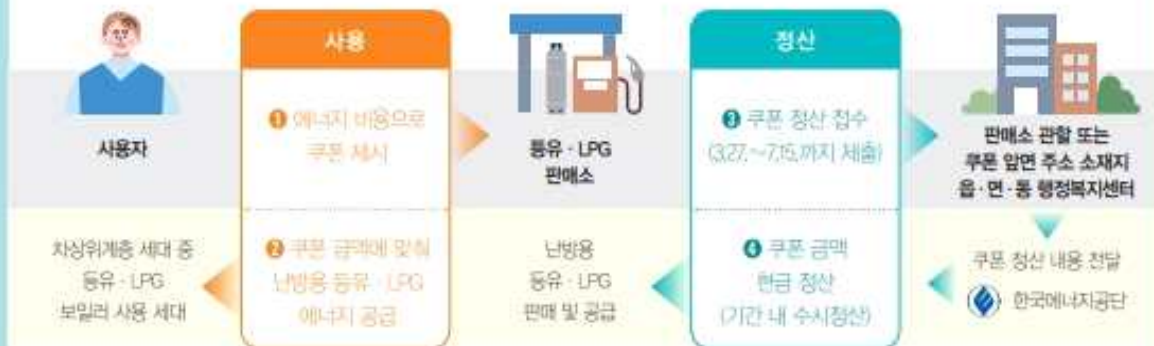 사용자
차상위계층 세대 중
등유 · LPG
보일러 사용 세대
사용
❶ 에너지 비용으로
쿠폰 제시
❷ 쿠폰 금액에 맞춰
난방용 등유 · LPG
에너지 공급
등유 · LPG
판매소
난방용
등유 · LPG
판매 및 공급
정산
❸ 쿠폰 정산 접수
(3.27.~7.15.까지 제출)
❹ 쿠폰 금액
현금 정산
(기간 내 수시정산)
판매소 관할 또는
쿠폰 앞면 주소 소재지
읍 · 면 · 동 행정복지센터
쿠폰 정산 내용 전달
한국에너지공단